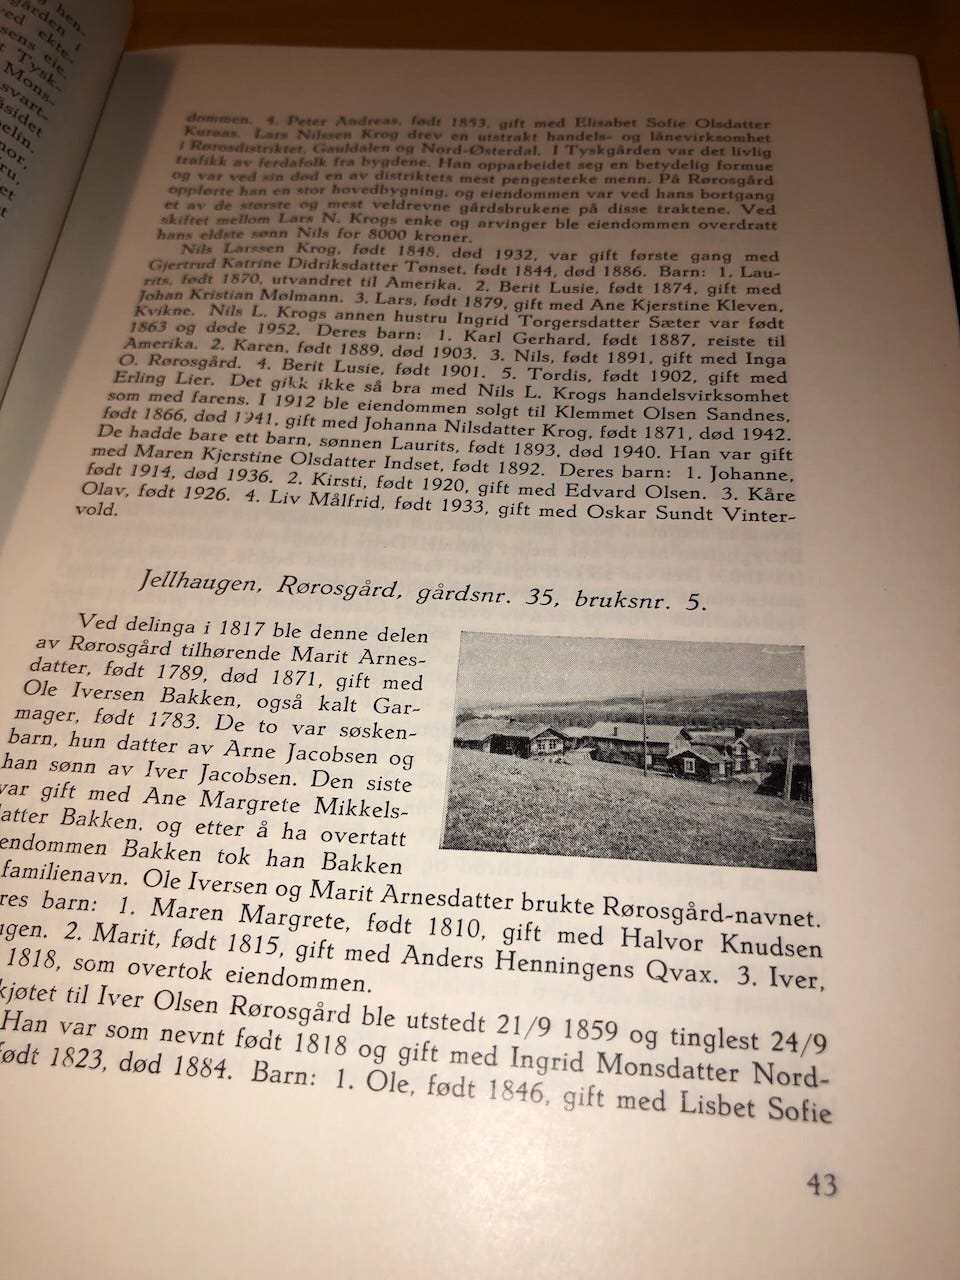 g hen-
gården i
ved ekte-
sens eie.
t Tysk-
Mons-
svart-
åsidet
belin.
nor,
ru,
et
t
dommen. 4. Peter Andreas, født 1853, gift med Elisabet Sofie Olsdatter
Kuraas. Lars Nilssen Krog drev en utstrakt handels- og lånevirksomhet
i Rørosdistriktet, Gauldalen og Nord-Østerdal. I Tyskgården var det livlig
trafikk av ferdafolk fra bygdene. Han opparbeidet seg en betydelig formue
og var ved sin død en av distriktets mest pengesterke menn. På Rørosgård
oppførte han en stor hovedbygning, og eiendommen var ved hans bortgang
et av de største og mest veldrevne gårdsbrukene på disse traktene. Ved
skiftet mellom Lars N. Krogs enke og arvinger ble eiendommen overdratt
hans eldste sønn Nils for 8000 kroner.
Nils Larssen Krog, født 1848, død 1932, var gift første gang med
Gjertrud Katrine Didriksdatter Tønset, født 1844, død 1886. Barn: 1. Lau-
rits, født 1870, utvandret til Amerika. 2. Berit Lusie, født 1874, gift med
Johan Kristian Mølmann. 3. Lars, født 1879, gift med Ane Kjerstine Kleven,
Kvikne. Nils L. Krogs annen hustru Ingrid Torgersdatter Sæter var født
1863 og døde 1952. Deres barn: 1. Karl Gerhard, født 1887, reiste til
Amerika. 2. Karen, født 1889, død 1903. 3. Nils, født 1891, gift med Inga
O. Rørosgård. 4. Berit Lusie, født 1901. 5. Tordis, født 1902, gift med
Erling Lier. Det gikk ikke så bra med Nils L. Krogs handelsvirksomhet
som med farens. I 1912 ble eiendommen solgt til Klemmet Olsen Sandnes,
født 1866, død 1941, gift med Johanna Nilsdatter Krog, født 1871, død 1942.
De hadde bare ett barn, sønnen Laurits, født 1893, død 1940. Han var gift
med Maren Kjerstine Olsdatter Indset, født 1892. Deres barn: 1. Johanne,
født 1914, død 1936. 2. Kirsti, født 1920, gift med Edvard Olsen. 3. Kåre
Olav, født 1926. 4. Liv Målfrid, født 1933, gift med Oskar Sundt Vinter-
vold.
Jellhaugen, Rørosgård, gårdsnr. 35, bruksnr. 5.
Ved delinga i 1817 ble denne delen
av Rørosgård tilhørende Marit Arnes-
datter, født 1789, død 1871, gift med
Ole Iversen Bakken, også kalt Gar-
mager, født 1783. De to var søsken-
barn, hun datter av Arne Jacobsen og
han sønn av Iver Jacobsen. Den siste
var gift med Ane Margrete Mikkels-
datter Bakken, og etter å ha overtatt
endommen Bakken tok han Bakken
familienavn. Ole Iversen og Marit Arnesdatter brukte Rørosgård-navnet.
res barn: 1. Maren Margrete, født 1810, gift med Halvor Knudsen
gen. 2. Marit, født 1815, gift med Anders Henningens Qvax. 3. Iver,
1818, som overtok eiendommen.
kjøtet til Iver Olsen Rørosgård ble utstedt 21/9 1859 og tinglest 24/9
Han var som nevnt født 1818 og gift med Ingrid Monsdatter Nord-
født 1823, død 1884. Barn: 1. Ole, født 1846, gift med Lisbet Sofie
43